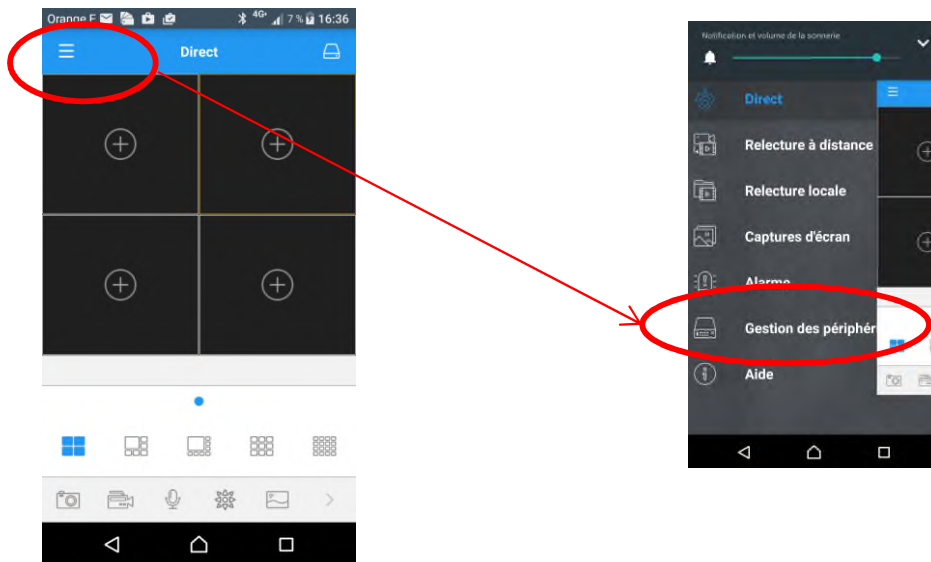 Orange F 4G+ 7% 16:36
Direct
Notification et volume de la sonnerie
Direct
Relecture à distance
Relecture locale
Captures d'écran
Alarme
Gestion des périphér
Aide